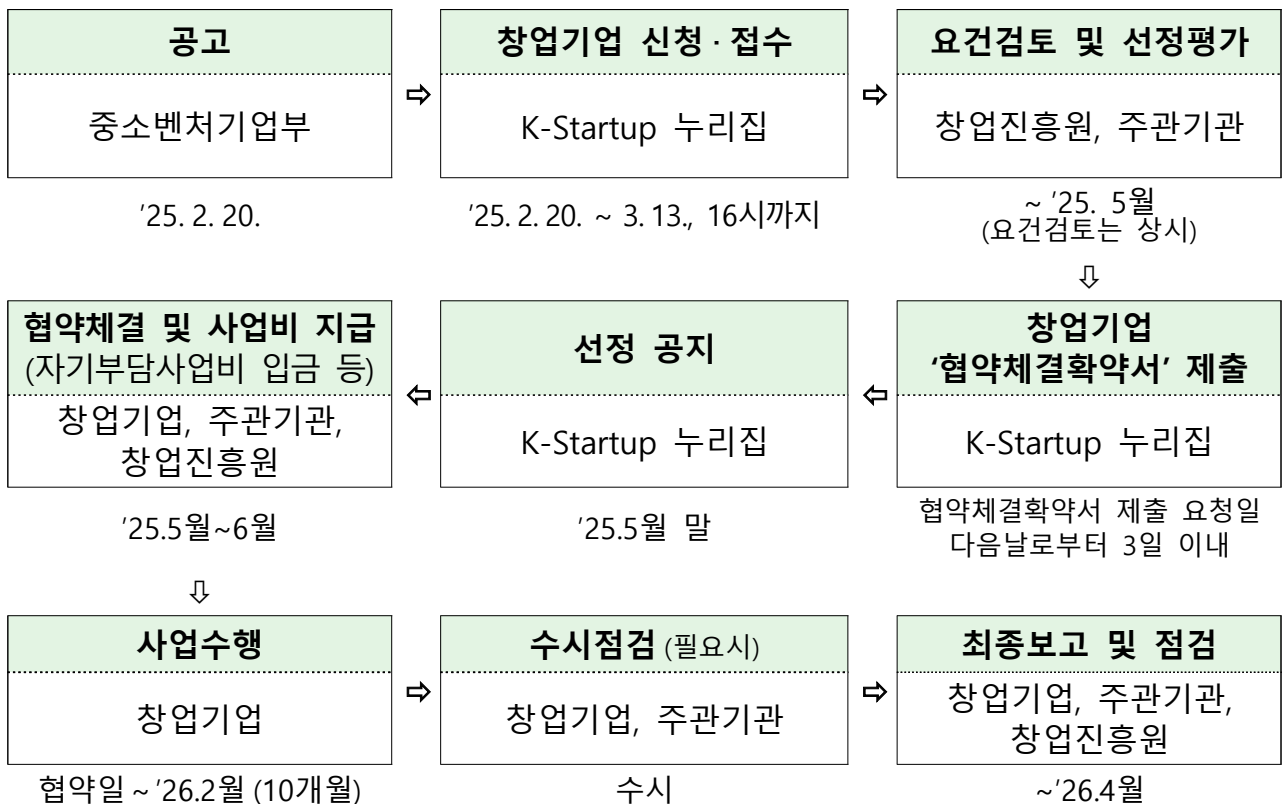 공고
중소벤처기업부
'25. 2. 20.
⇨
창업기업 신청·접수
K-Startup 누리집
'25. 2. 20. ~ 3. 13., 16시까지
⇨
요건검토 및 선정평가
창업진흥원, 주관기관
~ '25. 5월
(요건검토는 상시)
⇩
창업기업
'협약체결확약서' 제출
K-Startup 누리집
협약체결확약서 제출 요청일
다음날로부터 3일 이내
⇦
선정 공지
K-Startup 누리집
'25.5월 말
⇦
협약체결 및 사업비 지급
(자기부담사업비 입금 등)
창업기업, 주관기관,
창업진흥원
'25.5월~6월
⇩
사업수행
창업기업
협약일 ~ '26.2월 (10개월)
⇨
수시점검 (필요시)
창업기업, 주관기관
수시
⇨
최종보고 및 점검
창업기업, 주관기관,
창업진흥원
~'26.4월